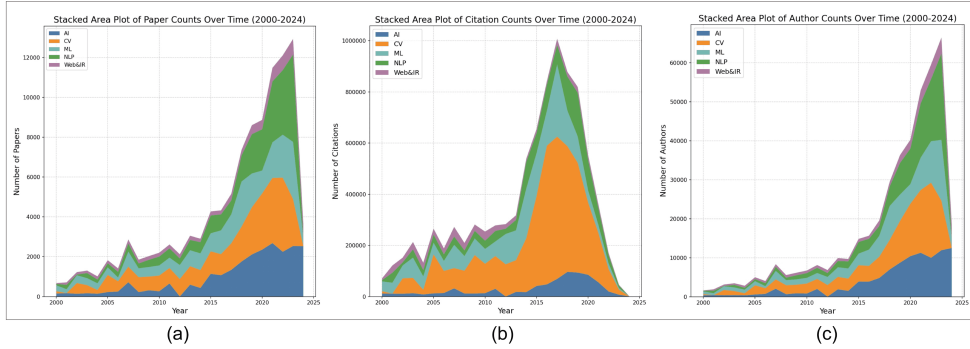 Stacked Area Plot of Paper Counts Over Time (2000-2024)
AI
CV
ML
NLP
Web&IR
Number of Papers
12000
10000
8000
6000
4000
2000
0
2000
2005
2010
2015
2020
2025
Year
(a)
Stacked Area Plot of Citation Counts Over Time (2000-2024)
AI
CV
ML
NLP
Web&IR
Number of Citations
1000000
800000
600000
400000
200000
0
2000
2005
2010
2015
2020
2025
Year
(b)
Stacked Area Plot of Author Counts Over Time (2000-2024)
AI
CV
ML
NLP
Web&IR
Number of Authors
60000
50000
40000
30000
20000
10000
0
2000
2005
2010
2015
2020
2025
Year
(c)